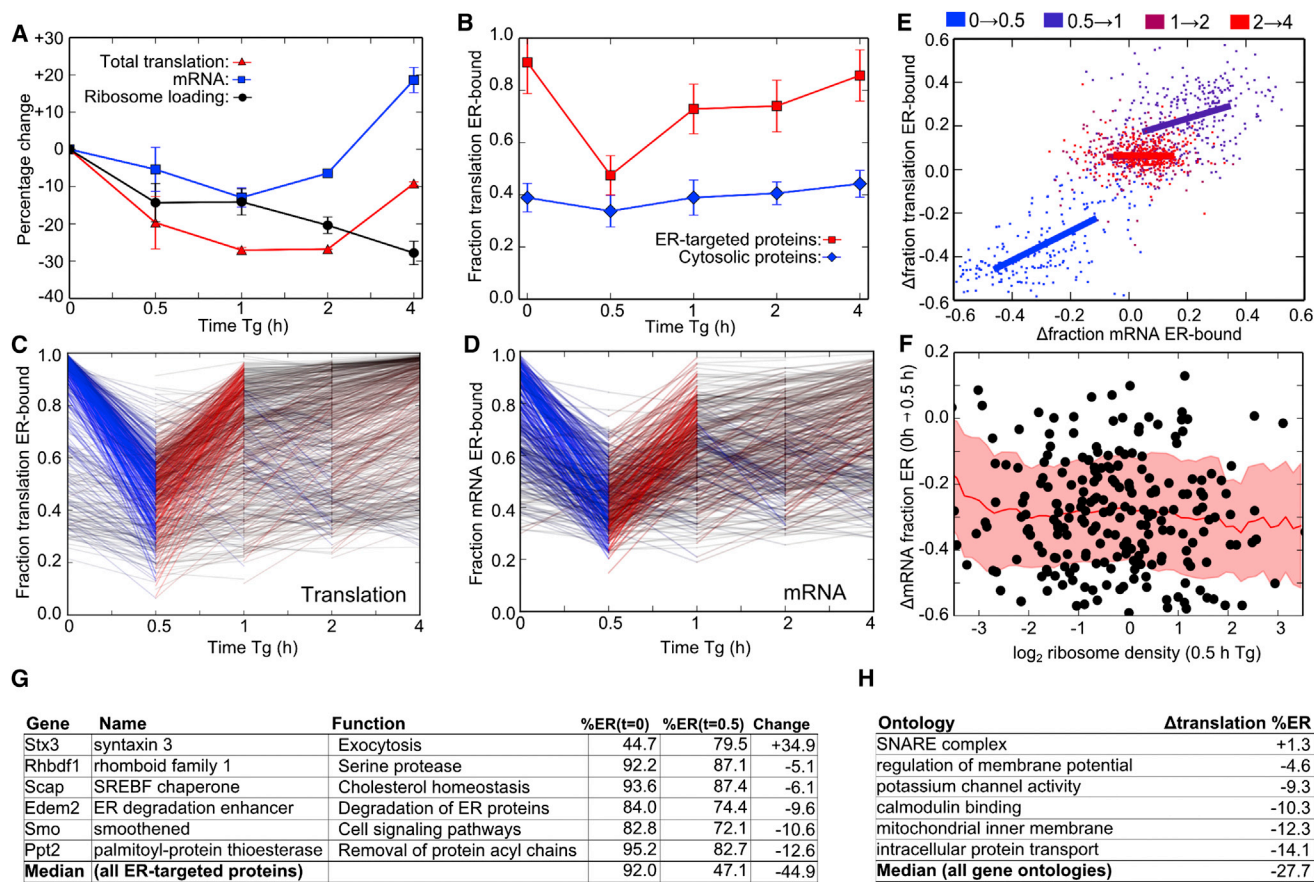 A
Percentage change
+30
+20
+10
0
-10
-20
-30
-40
Total translation:
mRNA:
Ribosome loading:
0
0.5
1
2
4
Time Tg (h)
B
Fraction translation ER-bound
1.0
0.8
0.6
0.4
0.2
0.0
ER-targeted proteins:
Cytosolic proteins:
0
0.5
1
2
4
Time Tg (h)
E
0→0.5
0.5→1
1→2
2→4
Δfration translation ER-bound
0.6
0.4
0.2
0.0
-0.2
-0.4
-0.6
-0.6
-0.4
-0.2
0.0
0.2
0.4
0.6
Δfraction mRNA ER-bound
C
Fraction translation ER-bound
1.0
0.8
0.6
0.4
0.2
0.0
Translation
0
0.5
1
2
4
Time Tg (h)
D
Fraction mRNA ER-bound
1.0
0.8
0.6
0.4
0.2
0.0
mRNA
0
0.5
1
2
4
Time Tg (h)
F
ΔmRNA fraction ER (0h → 0.5 h)
0.2
0.0
-0.2
-0.4
-0.6
-3
-2
-1
0
1
2
3
log2 ribosome density (0.5 h Tg)
G
Gene Name Function %ER(t=0) %ER(t=0.5) Change
Stx3 syntaxin 3 Exocytosis 44.7 79.5 +34.9
Rhbdf1 rhomboid family 1 Serine protease 92.2 87.1 -5.1
Scap SREBF chaperone Cholesterol homeostasis 93.6 87.4 -6.1
Edem2 ER degradation enhancer Degradation of ER proteins 84.0 74.4 -9.6
Smo smoothened Cell signaling pathways 82.8 72.1 -10.6
Ppt2 palmitoyl-protein thioesterase Removal of protein acyl chains 95.2 82.7 -12.6
Median (all ER-targeted proteins) 92.0 47.1 -44.9
H
Ontology Δtranslation %ER
SNARE complex +1.3
regulation of membrane potential -4.6
potassium channel activity -9.3
calmodulin binding -10.3
mitochondrial inner membrane -12.3
intracellular protein transport -14.1
Median (all gene ontologies) -27.7